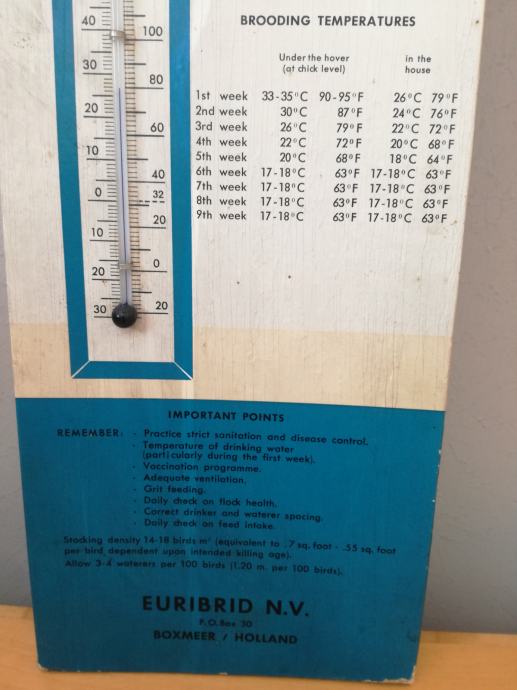 BROODING TEMPERATURES
Under the hover (at chick level) in the house
1st week 33-35°C 90-95°F 26°C 79°F
2nd week 30°C 87°F 24°C 76°F
3rd week 26°C 79°F 22°C 72°F
4th week 22°C 72°F 20°C 68°F
5th week 20°C 68°F 18°C 64°F
6th week 17-18°C 63°F 17-18°C 63°F
7th week 17-18°C 63°F 17-18°C 63°F
8th week 17-18°C 63°F 17-18°C 63°F
9th week 17-18°C 63°F 17-18°C 63°F
40 100
30 80
20 60
10 40
0 32
10 20
20 0
30 20
IMPORTANT POINTS
REMEMBER: - Practice strict sanitation and disease control.
- Temperature of drinking water
(particularly during the first week).
- Vaccination programme.
- Adequate ventilation.
- Grit feeding.
- Daily check on flock health.
- Correct drinker and waterer spacing.
- Daily check on feed intake.
Stocking density 14-18 birds m² (equivalent to .7 sq. foot - .55 sq. foot
per bird dependent upon intended killing age).
Allow 3-4 waterers per 100 birds (1.20 m. per 100 birds).
EURIBRID N.V.
P.O.Box 30
BOXMEER / HOLLAND